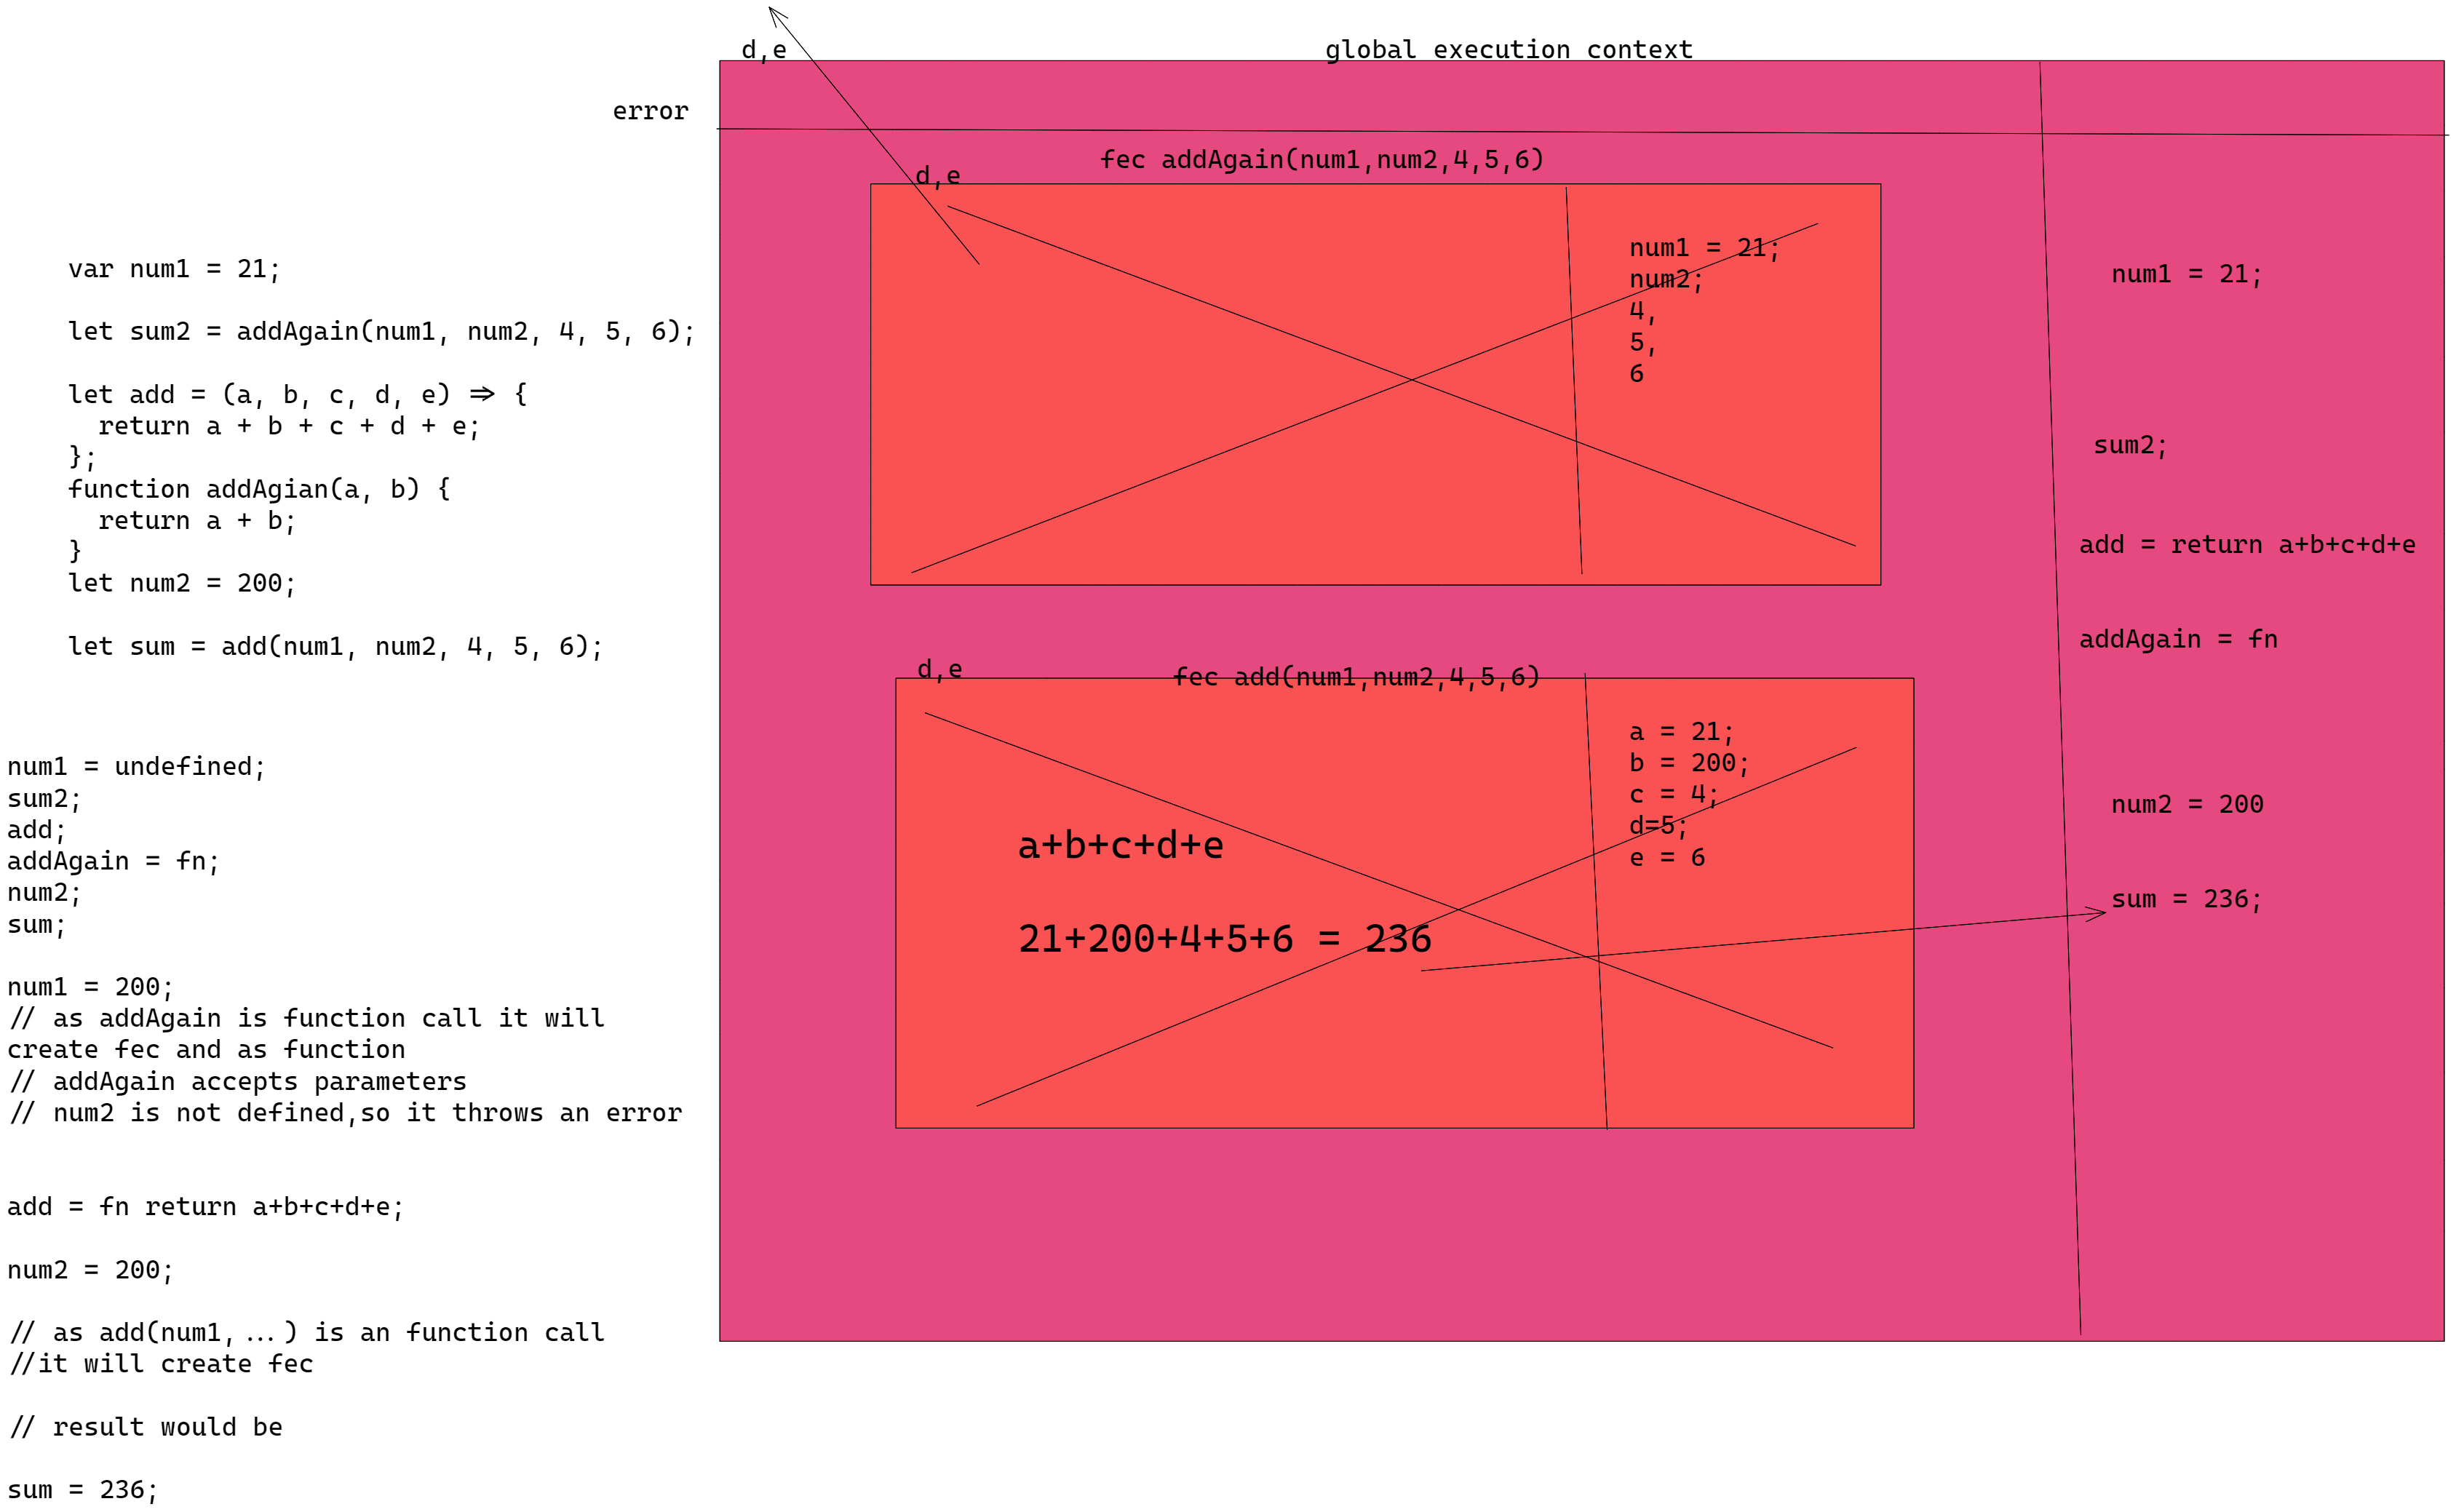 d,e
global execution context
error
fec addAgain(num1,num2,4,5,6)
d,e
num1 = 21;
num2;
4,
5,
6
var num1 = 21;
let sum2 = addAgain(num1, num2, 4, 5, 6);
let add = (a, b, c, d, e) => {
return a + b + c + d + e;
};
function addAgian(a, b) {
return a + b;
}
let num2 = 200;
let sum = add(num1, num2, 4, 5, 6);
num1 = 21;
sum2;
add = return a+b+c+d+e
addAgain = fn
num2 = 200
sum = 236;
d,e
fec add(num1,num2,4,5,6)
a = 21;
b = 200;
c = 4;
d=5;
e = 6
a+b+c+d+e
21+200+4+5+6 = 236
num1 = undefined;
sum2;
add;
addAgain = fn;
num2;
sum;
num1 = 200;
// as addAgain is function call it will
create fec and as function
// addAgain accepts parameters
// num2 is not defined,so it throws an error
add = fn return a+b+c+d+e;
num2 = 200;
// as add(num1,...) is an function call
//it will create fec
// result would be
sum = 236;